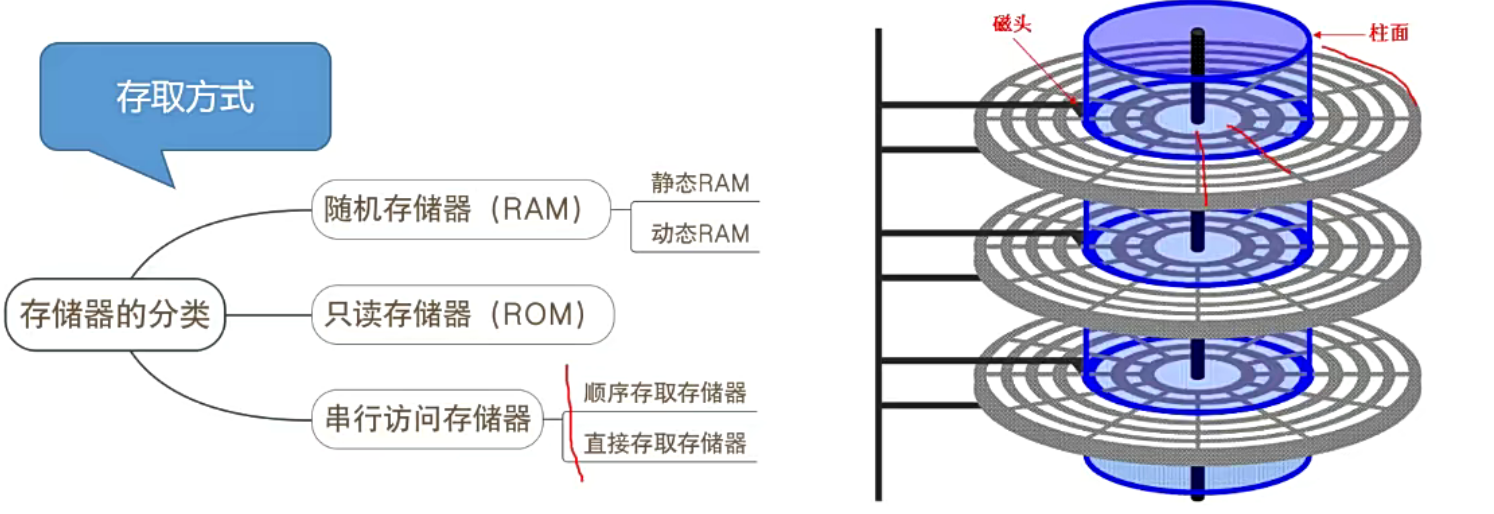 存取方式
存储器的分类
随机存储器（RAM）
静态RAM
动态RAM
只读存储器（ROM）
串行访问存储器
顺序存取存储器
直接存取存储器
磁头
柱面